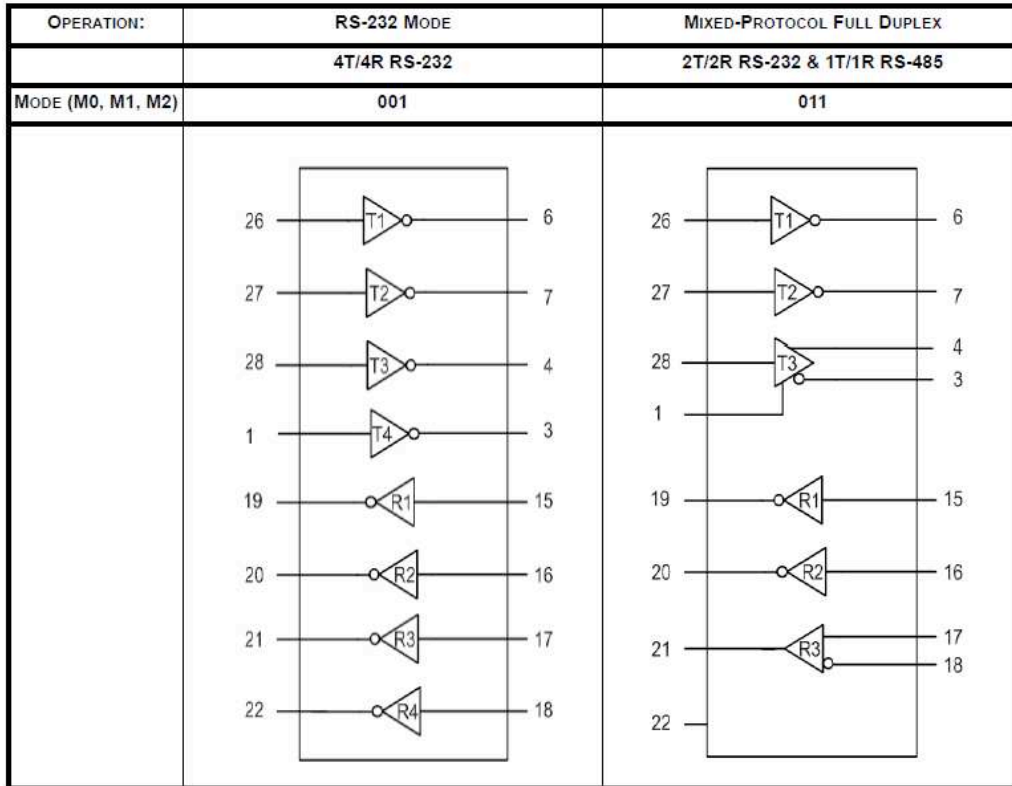 OPERATION: RS-232 MODE MIXED-PROTOCOL FULL DUPLEX
4T/4R RS-232 2T/2R RS-232 & 1T/1R RS-485
MODE (M0, M1, M2) 001 011
26 T1 6 26 T1 6
27 T2 7 27 T2 7
28 T3 4 28 T3 4
3
1 T4 3 1
19 R1 15 19 R1 15
20 R2 16 20 R2 16
21 R3 17 21 R3 17
18
22 R4 18 22